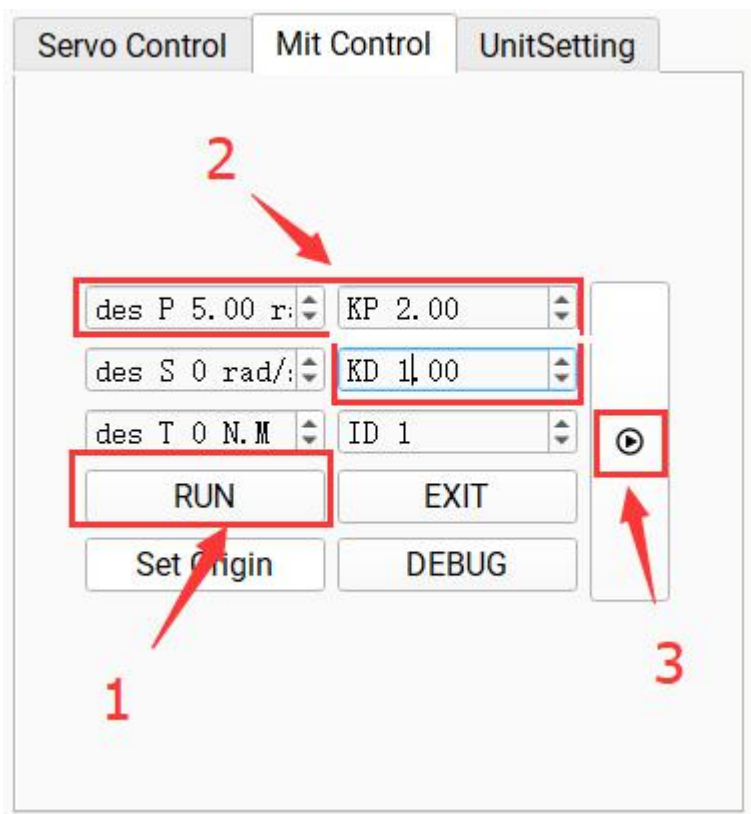 Servo Control Mit Control UnitSetting
2
des P 5.00 r KP 2.00
des S 0 rad/ KD 1.00
des T 0 N.M ID 1
RUN EXIT
Set Origin DEBUG
1
3